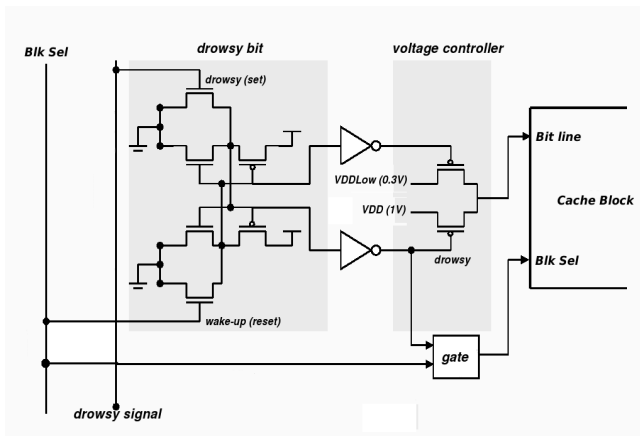 drowsy bit
voltage controller
Blk Sel
drowsy (set)
Bit line
VDDLow (0.3V)
Cache Block
VDD (1V)
drowsy
Blk Sel
wake-up (reset)
gate
drowsy signal